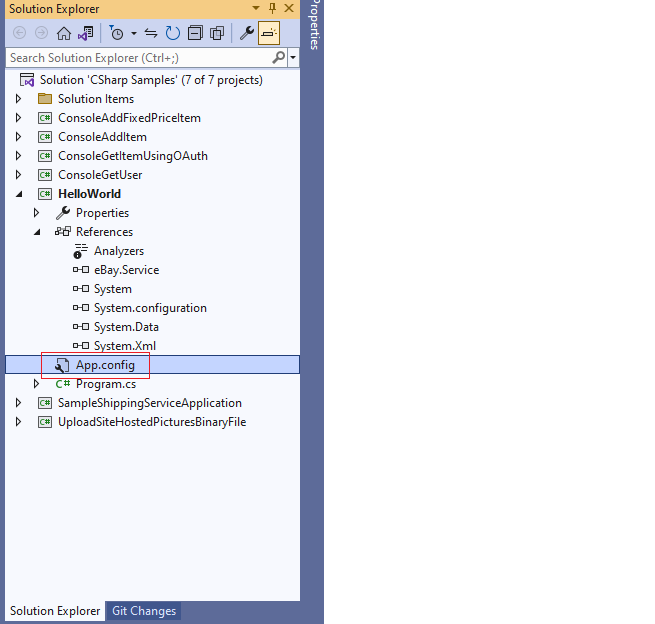 Solution Explorer
Properties
Search Solution Explorer (Ctrl+;)
Solution 'CSharp Samples' (7 of 7 projects)
Solution Items
C# ConsoleAddFixedPriceItem
C# ConsoleAddItem
C# ConsoleGetItemUsingOAuth
C# ConsoleGetUser
C# HelloWorld
Properties
References
Analyzers
eBay.Service
System
System.configuration
System.Data
System.Xml
App.config
C# Program.cs
C# SampleShippingServiceApplication
C# UploadSiteHostedPicturesBinaryFile
Solution Explorer Git Changes